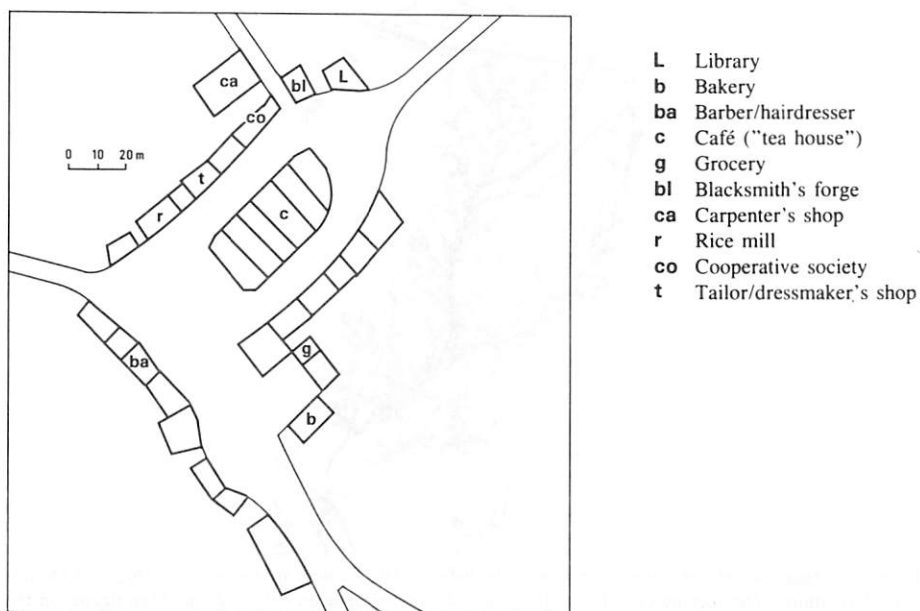 ca
bl
L
co
0 10 20 m
t
r
c
ba
g
b
L Library
b Bakery
ba Barber/hairdresser
c Café ("tea house")
g Grocery
bl Blacksmith's forge
ca Carpenter's shop
r Rice mill
co Cooperative society
t Tailor/dressmaker's shop